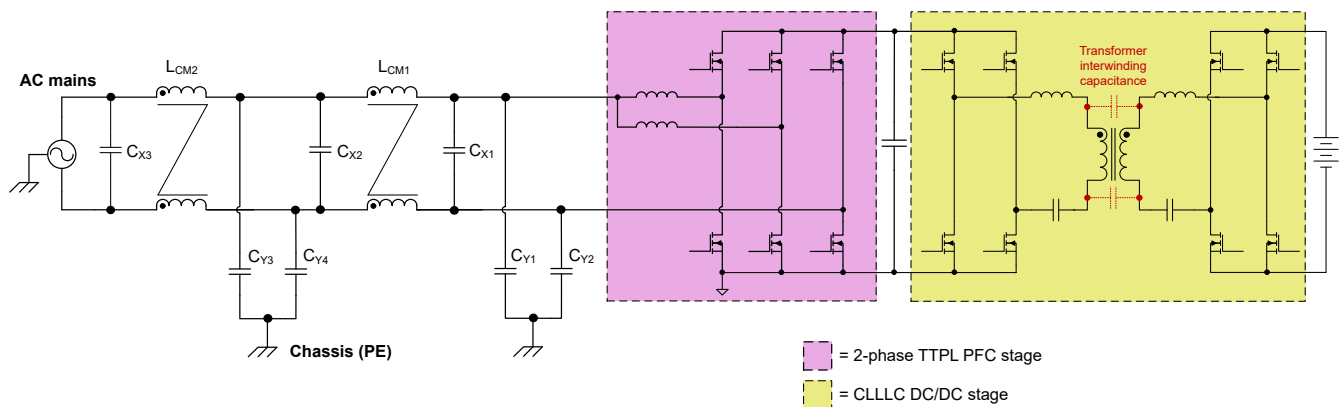 AC mains
LCM2
LCM1
CX3
CX2
CX1
CY3
CY4
CY1
CY2
Chassis (PE)
Transformer
interwinding
capacitance
= 2-phase TTPL PFC stage
= CLLLC DC/DC stage